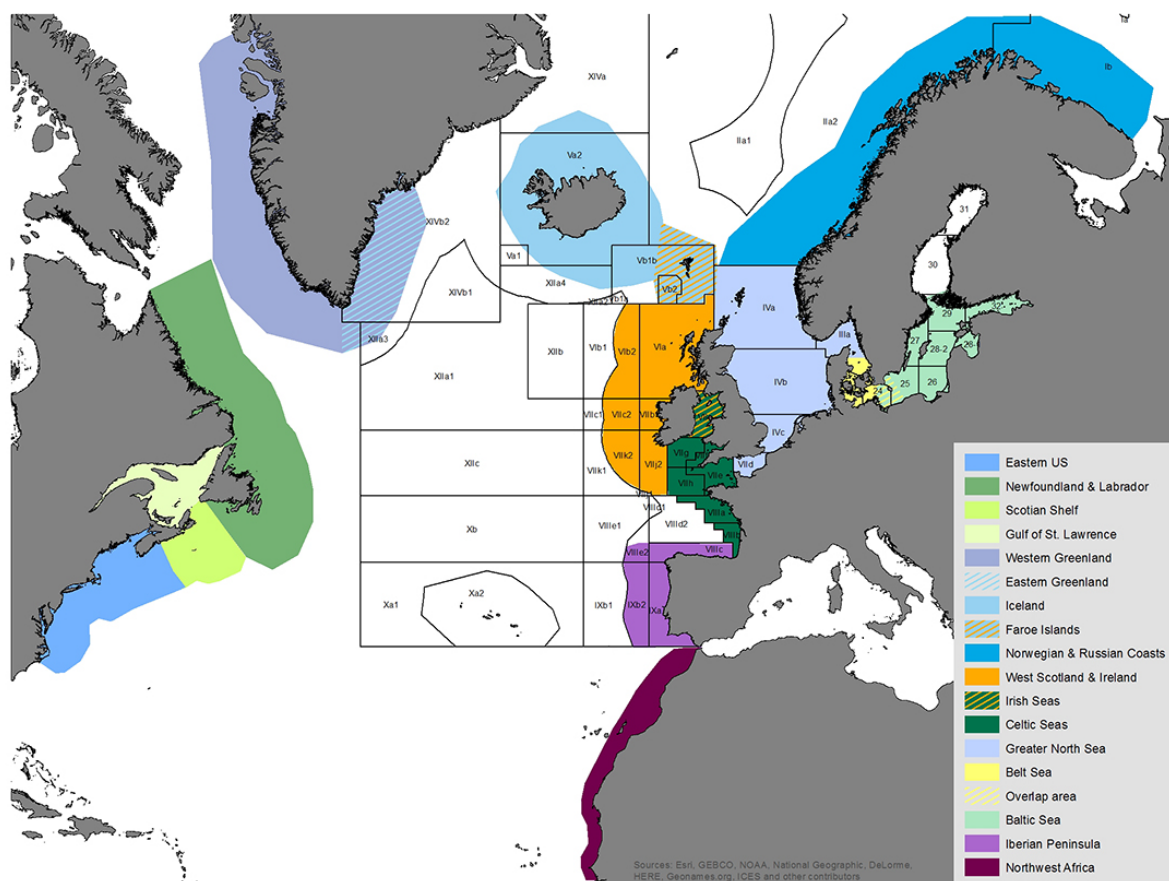 XIVa
Ib
IIa2
IIa1
Va2
31
XIVb2
Va1
Vb1b
30
XIIa4
Vb2
XIVb1
IVa
29
32
XIIa3
IIIa
27
28-2
XIIb
VIb1
VIb2
VIa
XIIa1
IVb
24
25
26
VIIc1
VIIc2
VIIb
IVc
XIIc
VIIk1
VIIk2
VIIj2
VIIg
VIIe
VIId
VIIh
Xb
VIIIe1
VIIId2
VIIIa
VIIIb
VIIIe2
VIIIc
Xa1
Xa2
IXb1
IXb2
IXa
Eastern US
Newfoundland & Labrador
Scotian Shelf
Gulf of St. Lawrence
Western Greenland
Eastern Greenland
Iceland
Faroe Islands
Norwegian & Russian Coasts
West Scotland & Ireland
Irish Seas
Celtic Seas
Greater North Sea
Belt Sea
Overlap area
Baltic Sea
Iberian Peninsula
Northwest Africa
Sources: Esri, GEBCO, NOAA, National Geographic, DeLorme,
HERE, Geonames.org, ICES and other contributors